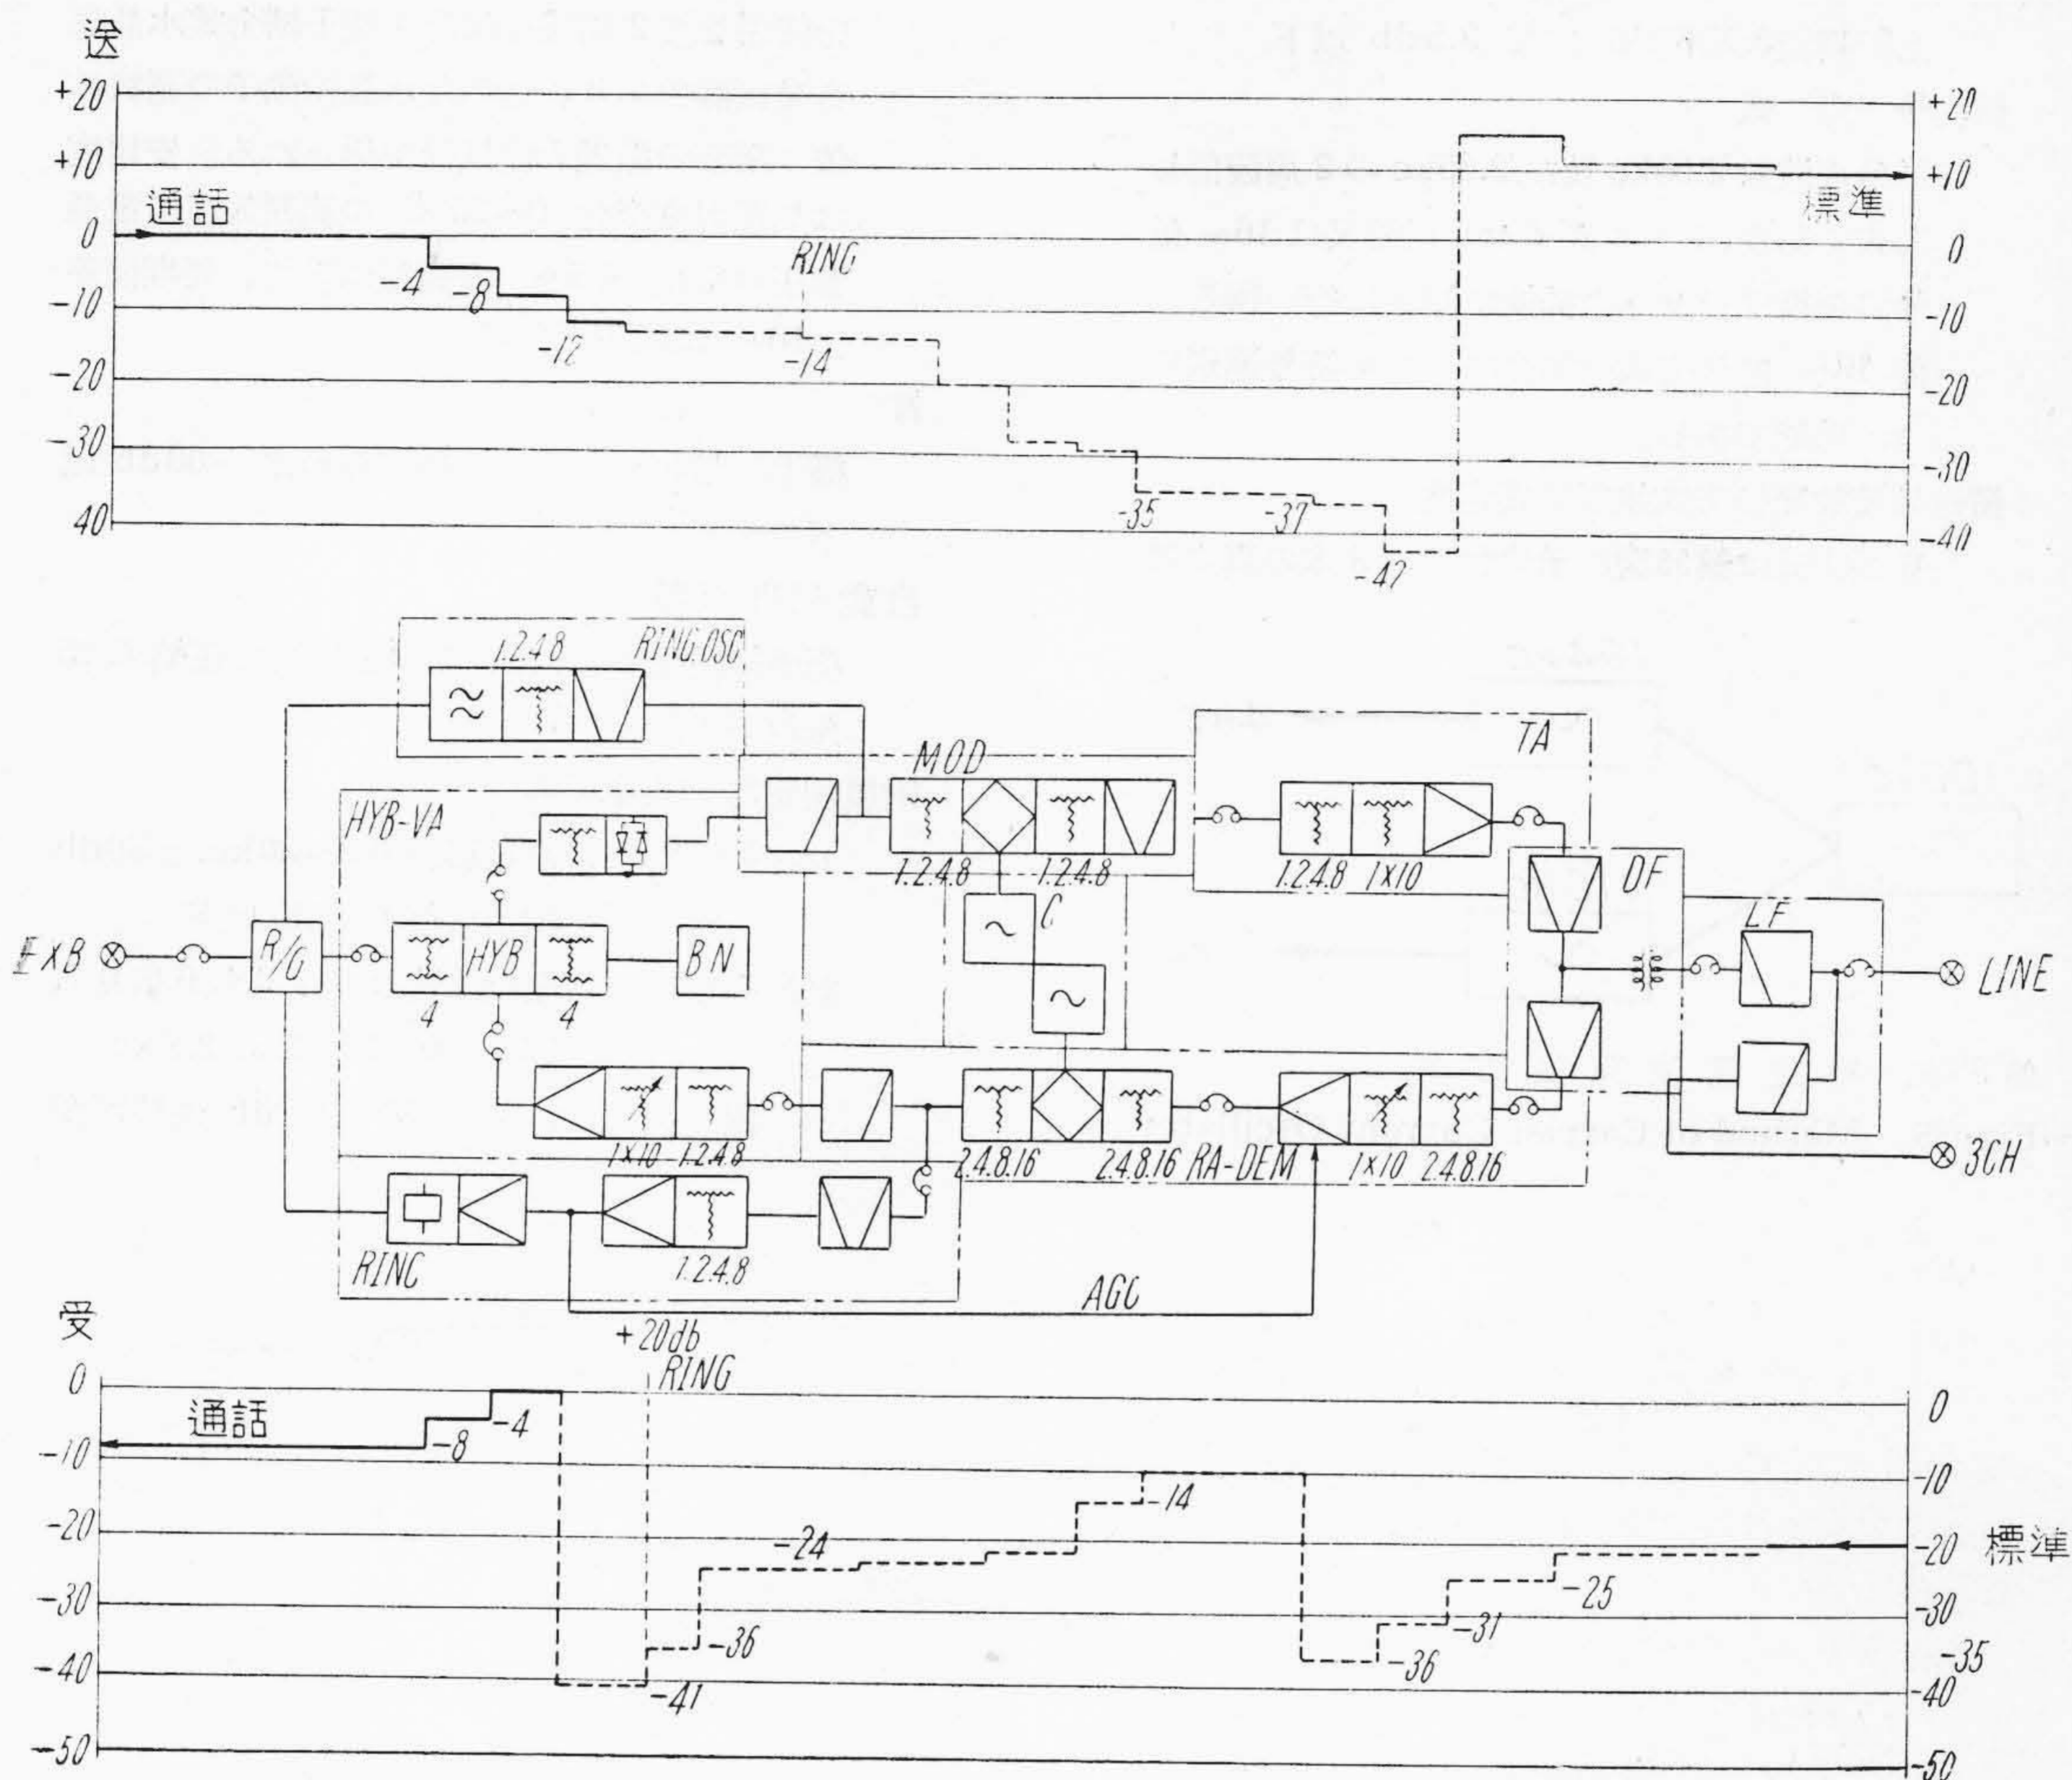 送
+20
+10
0
-10
-20
-30
40
通話
-4
-8
-12
RING
-14
-35
-37
-42
+20
+10
標準
0
-10
-20
-30
-40
1.2.4.8
RING.OSC
MOD
TA
HYB-VA
1.2.4.8
1.2.4.8
1.2.4.8
1×10
DF
LF
C
EXB
R/G
HYB
BN
4
4
LINE
1×10
1.2.4.8
2.4.8.16
2.4.8.16
RA-DEM
1×10
2.4.8.16
3CH
RING
1.2.4.8
AGC
受
+20db
RING
0
-10
-20
-30
-40
-50
通話
-8
-4
-41
-36
-24
-14
-36
-31
-25
0
-10
-20
標準
-30
-35
-40
-50